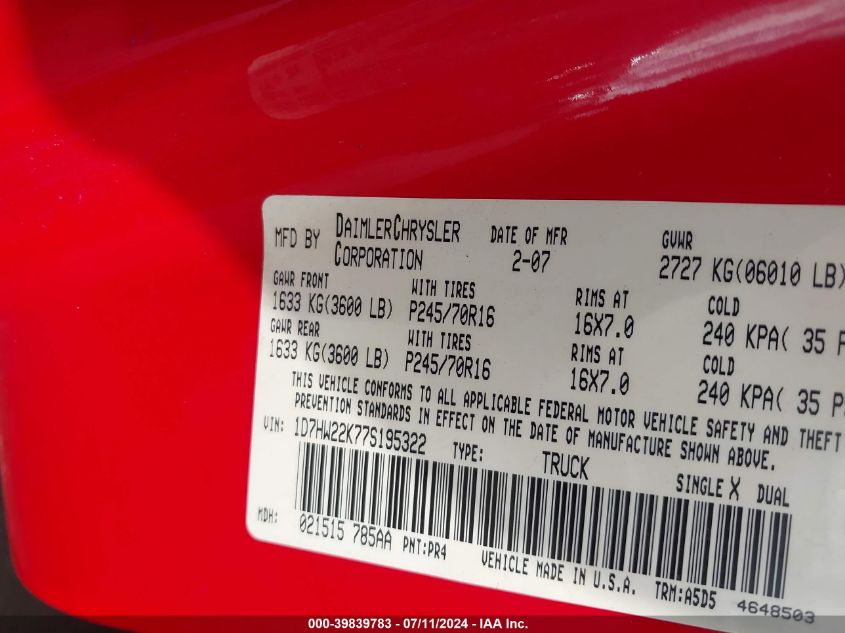 MFD BY DAIMLERCHRYSLER CORPORATION DATE OF MFR 2-07 GVWR 2727 KG(06010 LB)
GAWR FRONT WITH TIRES RIMS AT COLD
1633 KG(3600 LB) P245/70R16 16X7.0 240 KPA( 35 P
GAWR REAR WITH TIRES RIMS AT COLD
1633 KG(3600 LB) P245/70R16 16X7.0 240 KPA( 35 P
THIS VEHICLE CONFORMS TO ALL APPLICABLE FEDERAL MOTOR VEHICLE SAFETY AND THEFT
PREVENTION STANDARDS IN EFFECT ON THE DATE OF MANUFACTURE SHOWN ABOVE.
VIN: 1D7HW22K77S195322 TYPE: TRUCK SINGLE X DUAL
MDH: 021515 785AA PNT:PR4 VEHICLE MADE IN U.S.A. TRM:A5D5 4648503
000-39839783 / 07/11/2024 - IAA Inc.